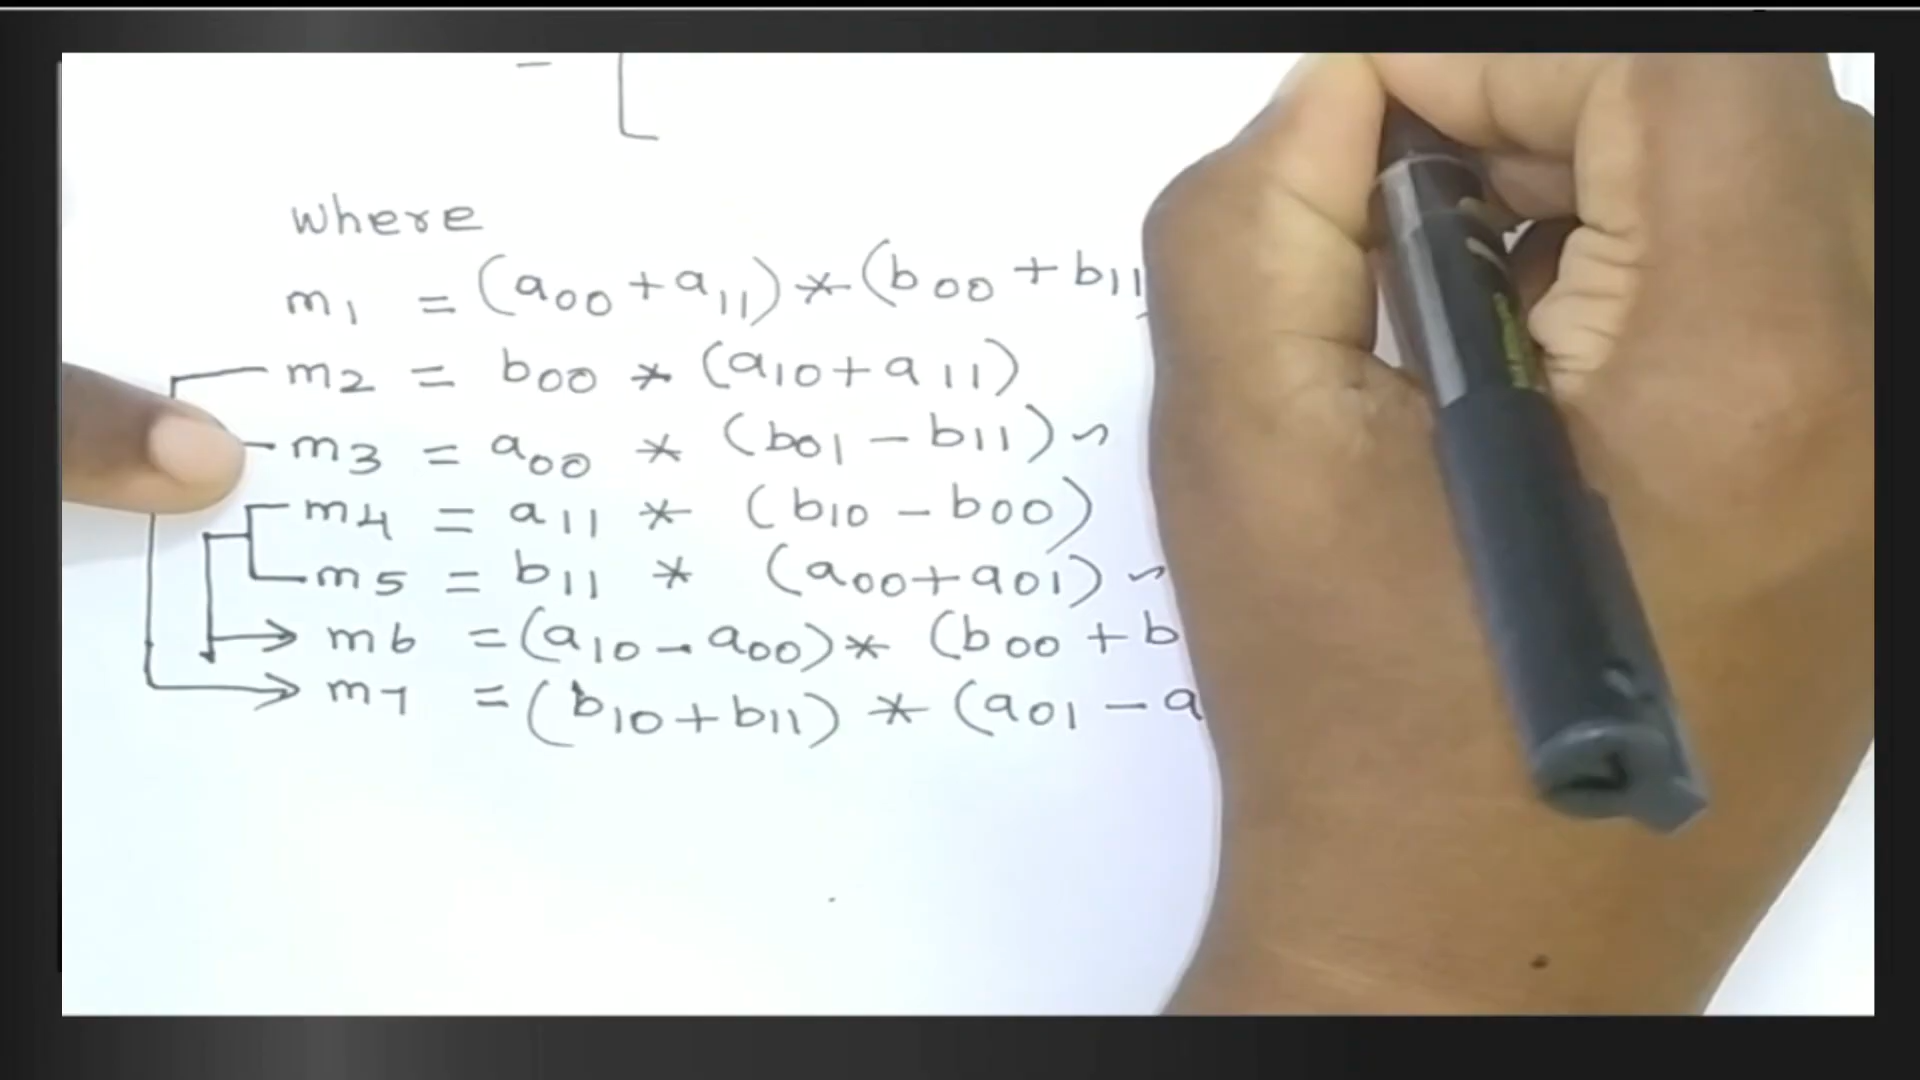 where
m1 = (a00 + a11) * (b00 + b11
m2 = b00 * (a10 + a11)
m3 = a00 * (b01 - b11)
m4 = a11 * (b10 - b00)
m5 = b11 * (a00 + a01)
m6 = (a10 - a00) * (b00 + b
m7 = (b10 + b11) * (a01 - a